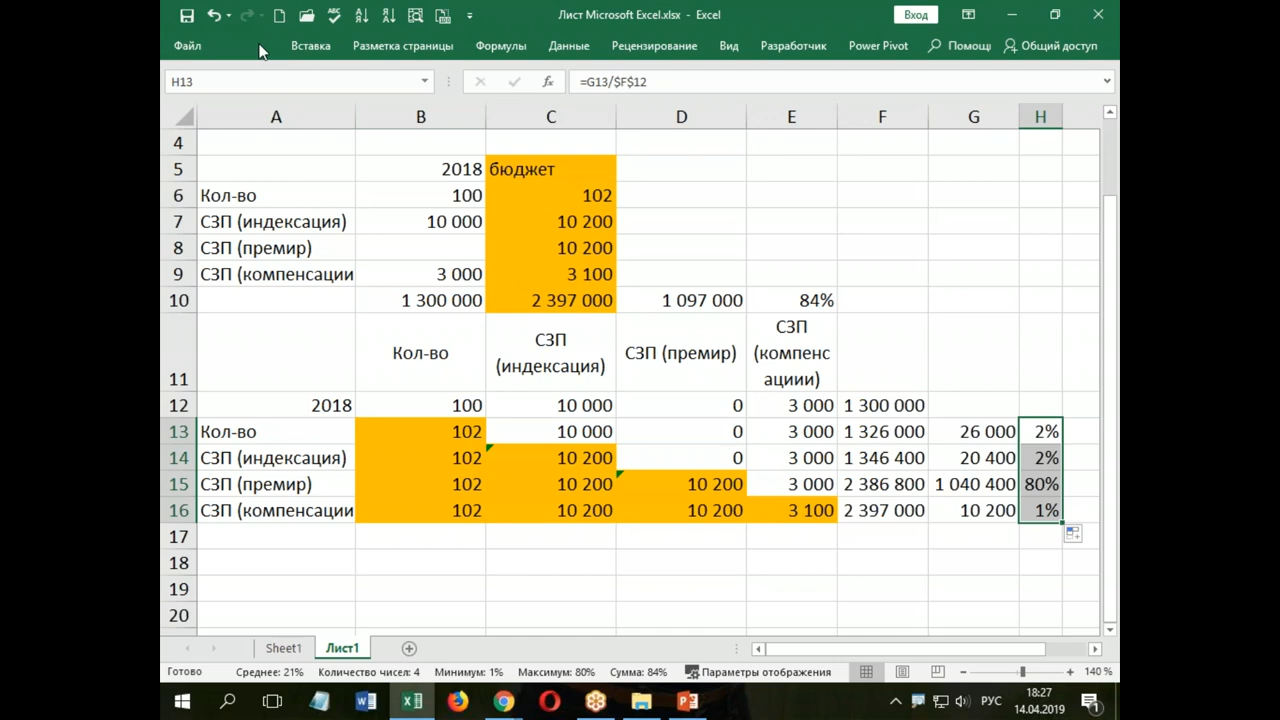 Лист Microsoft Excel.xlsx - Excel
Вход
Файл Вставка Разметка страницы Формулы Данные Рецензирование Вид Разработчик Power Pivot Помощ Общий доступ
H13 fx =G13/$F$12
A B C D E F G H
4
5 2018 бюджет
6 Кол-во 100 102
7 СЗП (индексация) 10 000 10 200
8 СЗП (премир) 10 200
9 СЗП (компенсации 3 000 3 100
10 1 300 000 2 397 000 1 097 000 84%
11 Кол-во СЗП (индексация) СЗП (премир) СЗП (компенс ациии)
12 2018 100 10 000 0 3 000 1 300 000
13 Кол-во 102 10 000 0 3 000 1 326 000 26 000 2%
14 СЗП (индексация) 102 10 200 0 3 000 1 346 400 20 400 2%
15 СЗП (премир) 102 10 200 10 200 3 000 2 386 800 1 040 400 80%
16 СЗП (компенсации 102 10 200 10 200 3 100 2 397 000 10 200 1%
17
18
19
20
Sheet1 Лист1
Готово Среднее: 21% Количество чисел: 4 Минимум: 1% Максимум: 80% Сумма: 84% Параметры отображения 140 %
РУС 18:27
14.04.2019